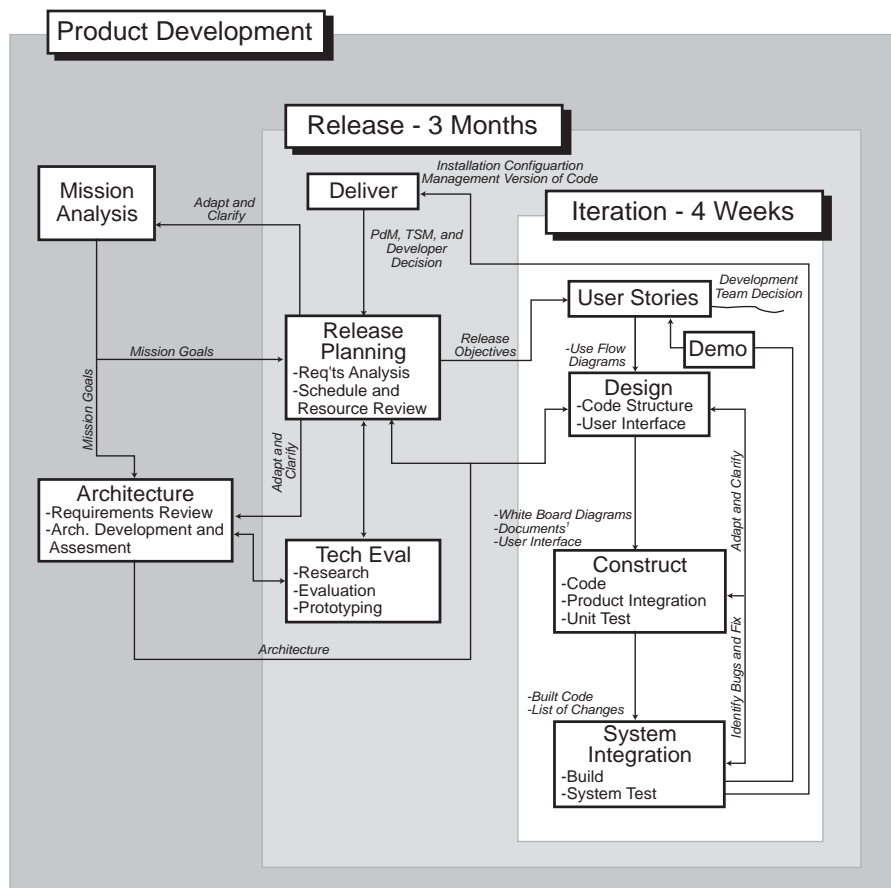 Product Development
Release - 3 Months
Installation Configuartion
Management Version of Code
Mission
Analysis
Adapt and
Clarify
Deliver
Iteration - 4 Weeks
PdM, TSM, and
Developer
Decision
User Stories
Development
Team Decision
Release
Planning
-Req'ts Analysis
-Schedule and
Resource Review
Mission Goals
Release
Objectives
Demo
-Use Flow
Diagrams
Design
-Code Structure
-User Interface
Mission Goals
Adapt and
Clarify
Adapt and Clarify
Architecture
-Requirements Review
-Arch. Development and
Assesment
-White Board Diagrams
-Documents¹
-User Interface
Tech Eval
-Research
-Evaluation
-Prototyping
Construct
-Code
-Product Integration
-Unit Test
Architecture
Identify Bugs and Fix
-Built Code
-List of Changes
System
Integration
-Build
-System Test